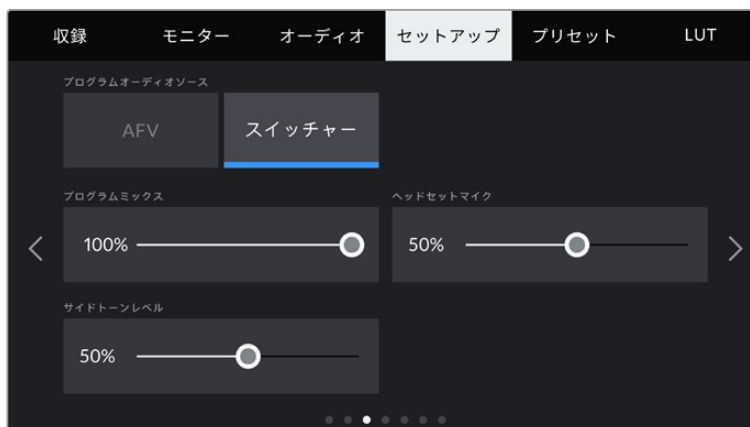 収録 モニター オーディオ セットアップ プリセット LUT
プログラムオーディオソース
AFV スイッチャー
プログラムミックス ヘッドセットマイク
100% 50%
サイドトーンレベル
50%